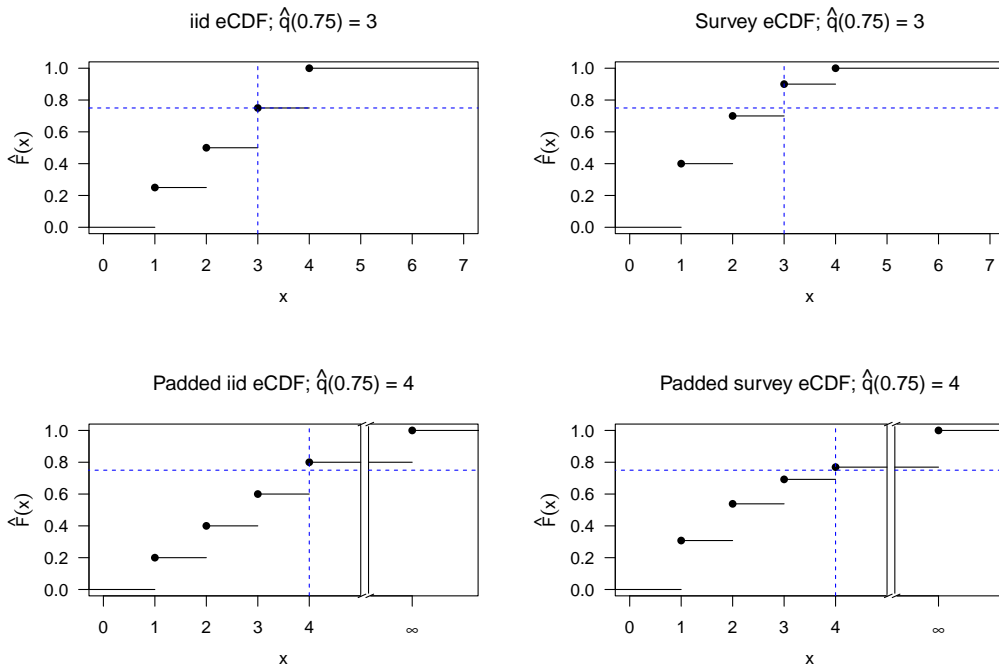 iid eCDF; q̂(0.75) = 3
F̂(x)
1.0
0.8
0.6
0.4
0.2
0.0
0 1 2 3 4 5 6 7
x
Survey eCDF; q̂(0.75) = 3
F̂(x)
1.0
0.8
0.6
0.4
0.2
0.0
0 1 2 3 4 5 6 7
x
Padded iid eCDF; q̂(0.75) = 4
F̂(x)
1.0
0.8
0.6
0.4
0.2
0.0
0 1 2 3 4 ∞
x
Padded survey eCDF; q̂(0.75) = 4
F̂(x)
1.0
0.8
0.6
0.4
0.2
0.0
0 1 2 3 4 ∞
x